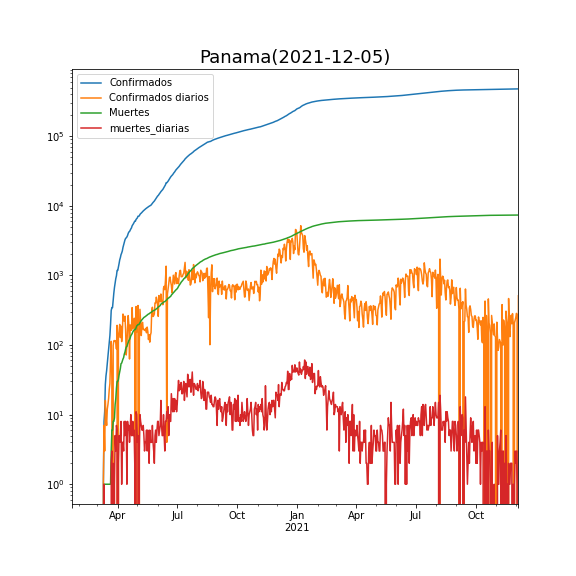 Panama(2021-12-05)
Confirmados
Confirmados diarios
Muertes
muertes_diarias
10^5
10^4
10^3
10^2
10^1
10^0
Apr Jul Oct Jan Apr Jul Oct
2021